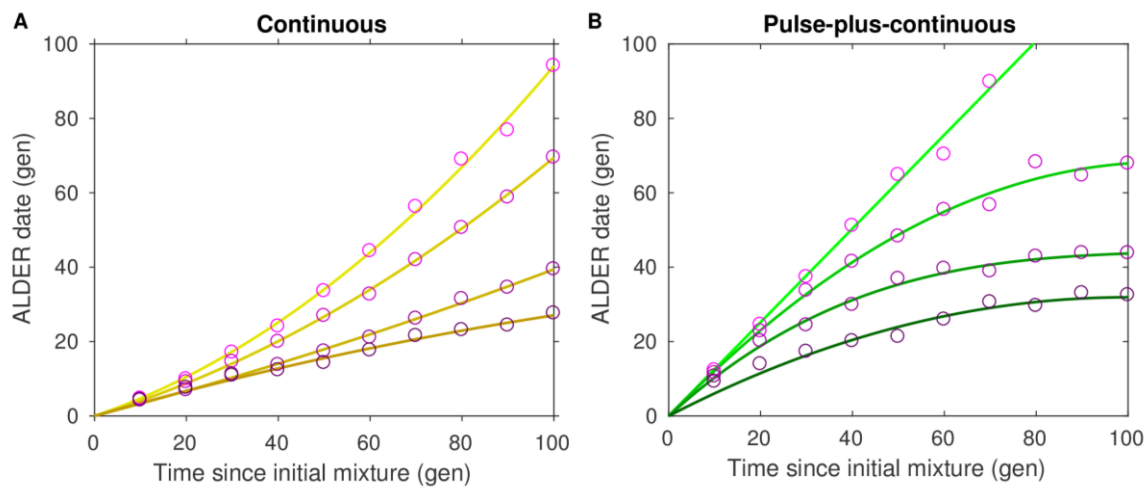 A
Continuous
100
80
60
40
20
0
ALDER date (gen)
0 20 40 60 80 100
Time since initial mixture (gen)
B
Pulse-plus-continuous
100
80
60
40
20
0
ALDER date (gen)
0 20 40 60 80 100
Time since initial mixture (gen)